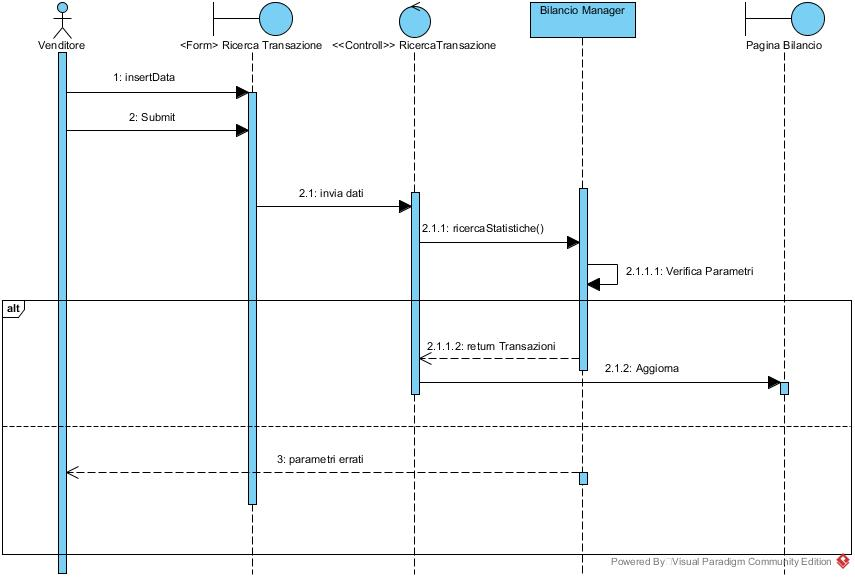 Bilancio Manager
Venditore
<Form> Ricerca Transazione
<<Controll>> RicercaTransazione
Pagina Bilancio
1: insertData
2: Submit
2.1: invia dati
2.1.1: ricercaStatistiche()
2.1.1.1: Verifica Parametri
alt
2.1.1.2: return Transazioni
2.1.2: Aggiorna
3: parametri errati
Powered By Visual Paradigm Community Edition